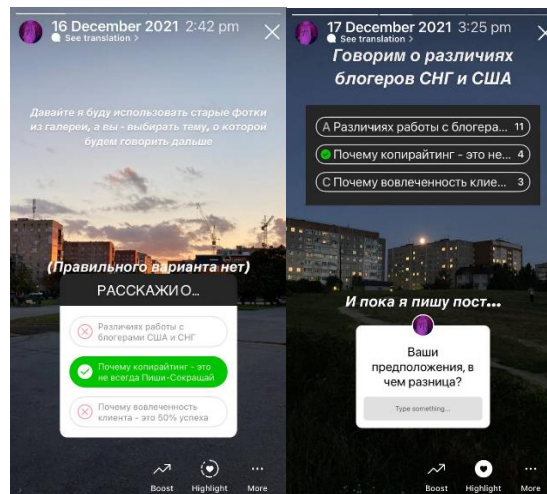 16 December 2021 2:42 pm
See translation >
Давайте я буду использовать старые фотки
из галереи, а вы - выбирать тему, о которой
будем говорить дальше
(Правильного варианта нет)
РАССКАЖИ О...
Различиях работы с
блогерами США и СНГ
Почему копирайтинг - это
не всегда Пиши-Сокращай
Почему вовлеченность
клиента - это 50% успеха
Boost Highlight More
17 December 2021 3:25 pm
See translation >
Говорим о различиях
блогеров СНГ и США
A Различиях работы с блогера... 11
Почему копирайтинг - это не... 4
C Почему вовлеченность клие... 3
И пока я пишу пост...
Ваши
предположения, в
чем разница?
Type something...
Boost Highlight More